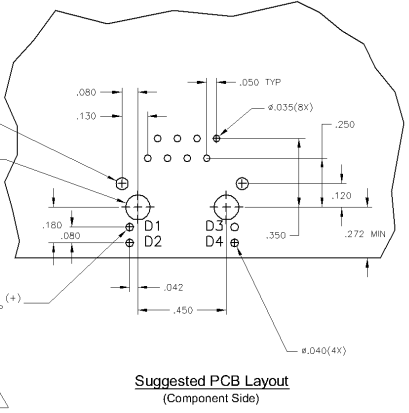 .080
.050 TYP
.130
ø.035(8X)
.250
.120
.350
.272 MIN
.180
.080
D1
D2
D3
D4
(+)
.042
.450
ø.040(4X)
Suggested PCB Layout
(Component Side)